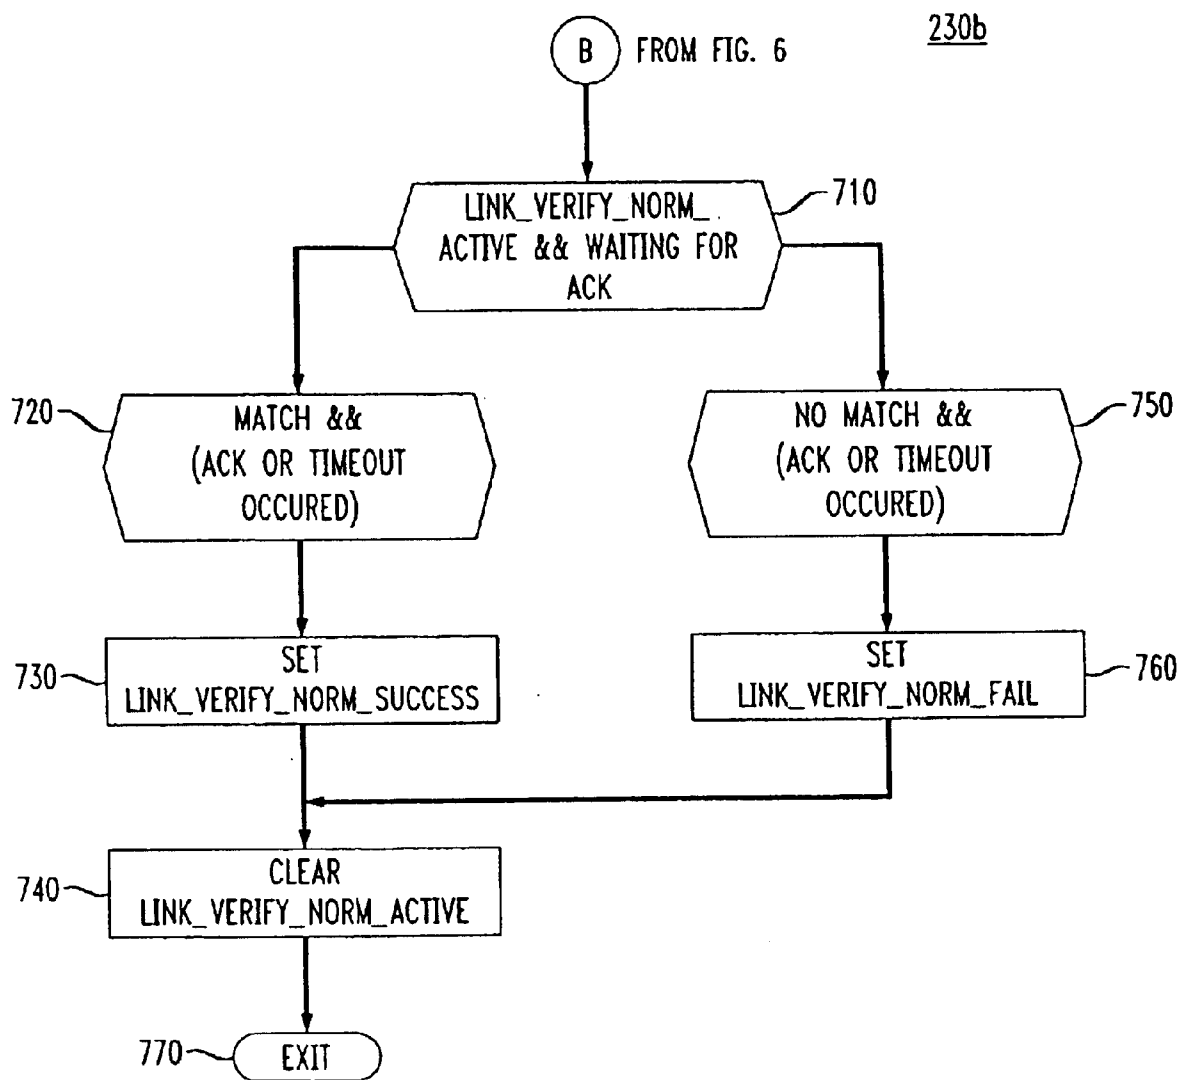 230b
B FROM FIG. 6
710
LINK_VERIFY_NORM_
ACTIVE && WAITING FOR
ACK
720
MATCH &&
(ACK OR TIMEOUT
OCCURED)
750
NO MATCH &&
(ACK OR TIMEOUT
OCCURED)
730
SET
LINK_VERIFY_NORM_SUCCESS
760
SET
LINK_VERIFY_NORM_FAIL
740
CLEAR
LINK_VERIFY_NORM_ACTIVE
770
EXIT